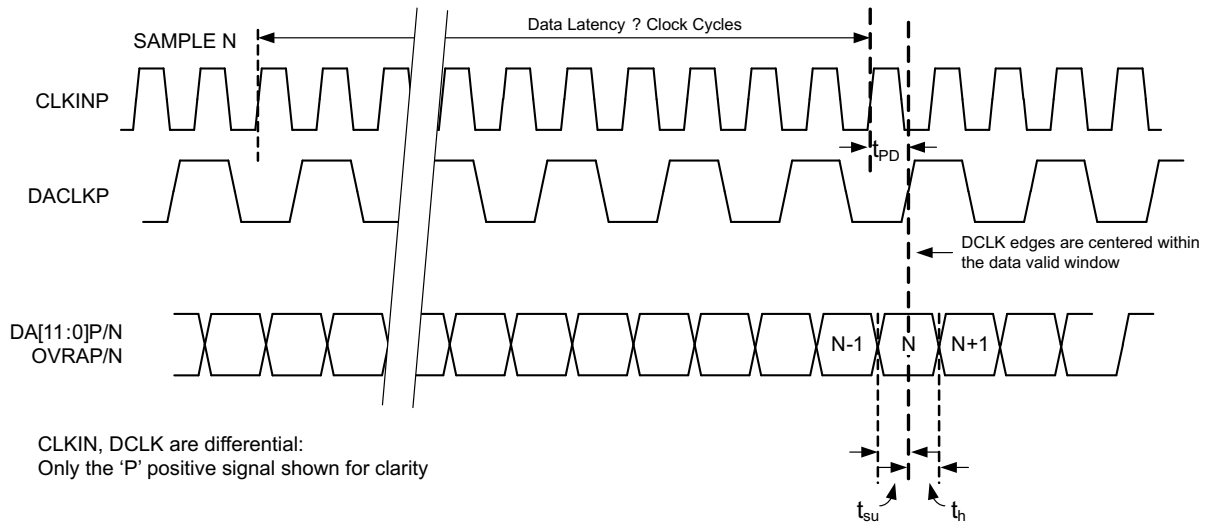 Data Latency ? Clock Cycles
SAMPLE N
CLKINP
tPD
DACLKP
DCLK edges are centered within
the data valid window
DA[11:0]P/N
OVRAP/N
N-1
N
N+1
CLKIN, DCLK are differential:
Only the ‘P’ positive signal shown for clarity
tsu
th